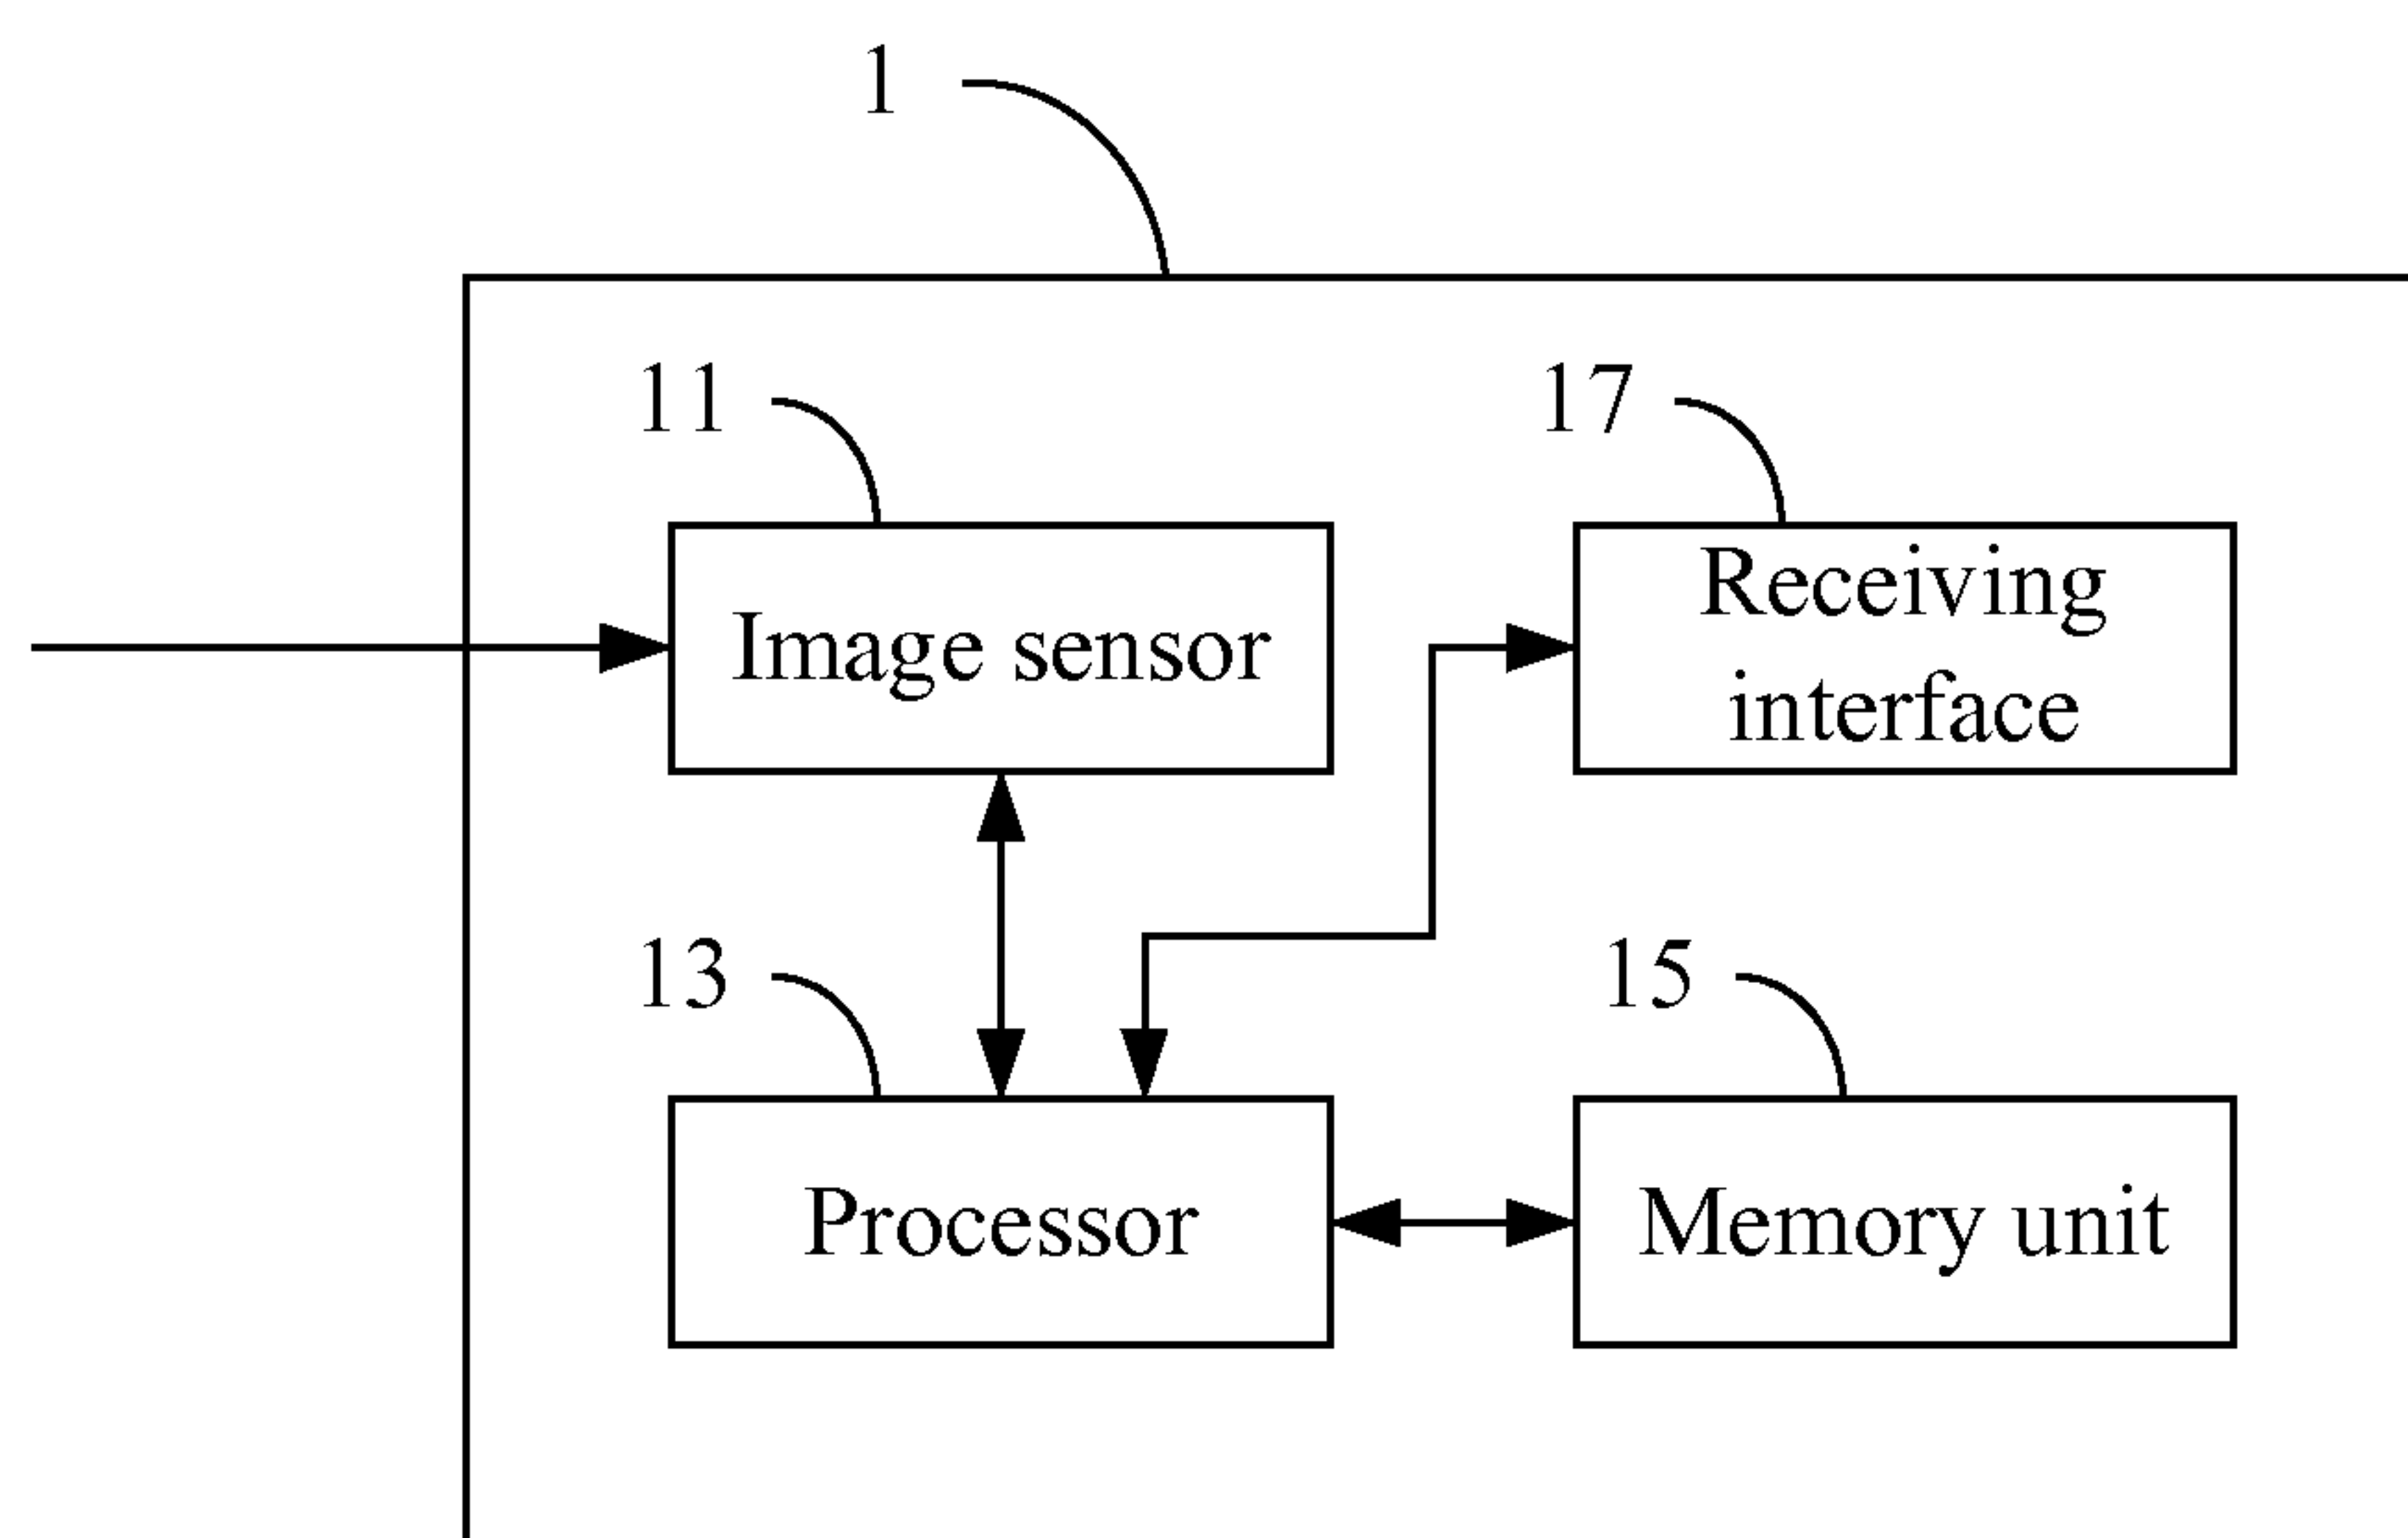 1
11
17
Image sensor
Receiving
interface
13
15
Processor
Memory unit